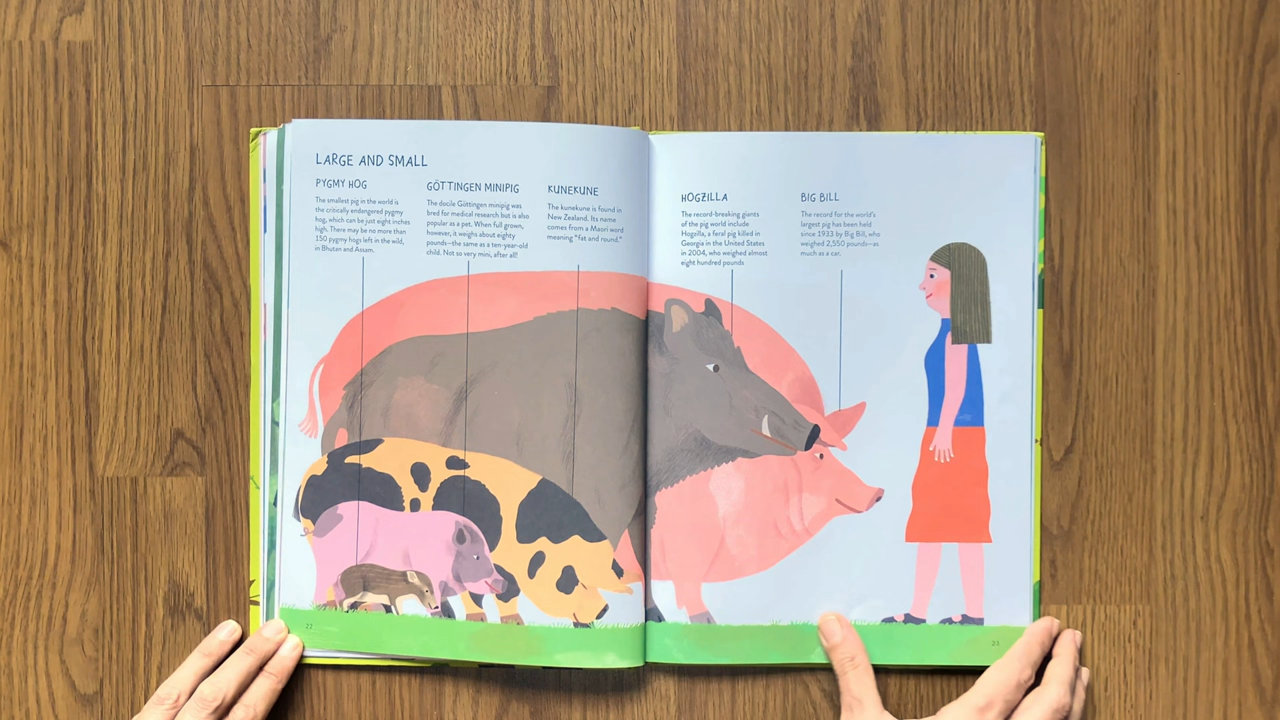 LARGE AND SMALL
PYGMY HOG
The smallest pig in the world is
the critically endangered pygmy
hog, which can be just eight inches
high. There may be no more than
150 pygmy hogs left in the wild,
in Bhutan and Assam.
GÖTTINGEN MINIPIG
The docile Göttingen minipig was
bred for medical research but is also
popular as a pet. When full grown,
however, it weighs about eighty
pounds—the same as a ten-year-old
child. Not so very mini, after all!
KUNEKUNE
The kunekune is found in
New Zealand. Its name
comes from a Maori word
meaning "fat and round."
HOGZILLA
The record-breaking giants
of the pig world include
Hogzilla, a feral pig killed in
Georgia in the United States
in 2004, who weighed almost
eight hundred pounds
BIG BILL
The record for the world's
largest pig has been held
since 1933 by Big Bill, who
weighed 2,550 pounds—as
much as a car.
22
23